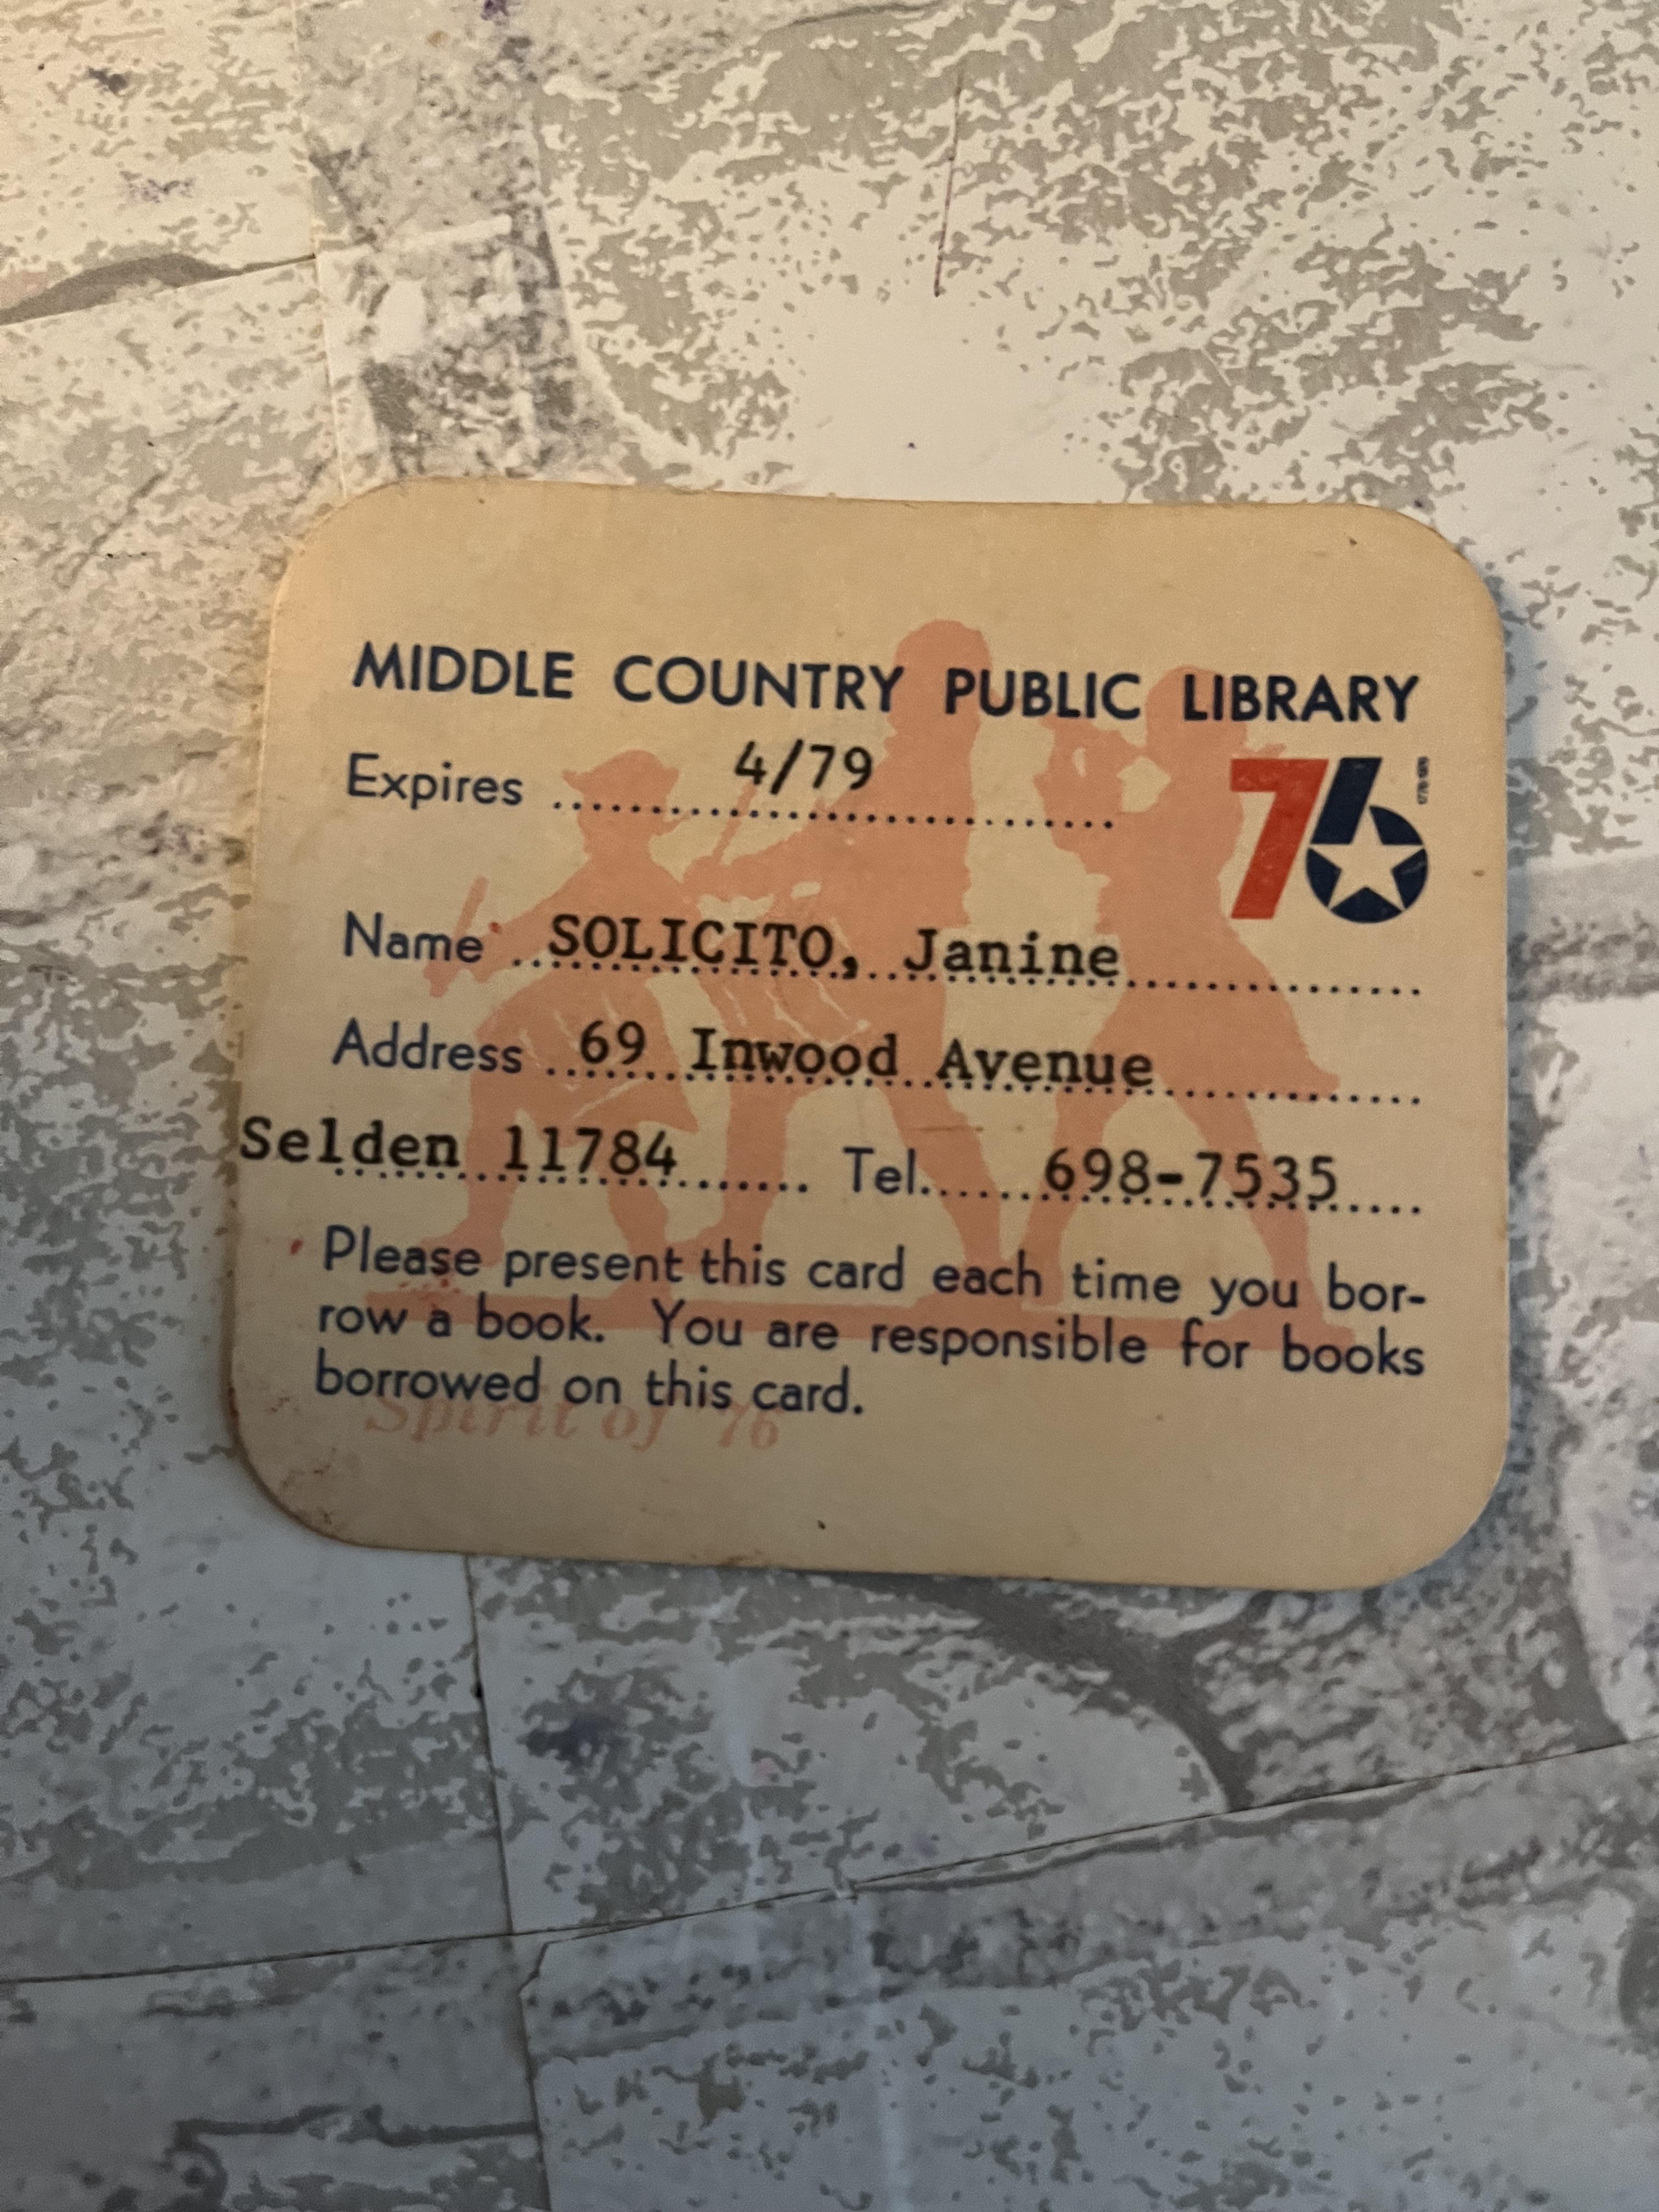 MIDDLE COUNTRY PUBLIC LIBRARY
Expires 4/79
76
Name SOLICITO, Janine
Address 69 Inwood Avenue
Selden 11784 Tel. 698-7535
Please present this card each time you bor-
row a book. You are responsible for books
borrowed on this card.
Spirit of '76